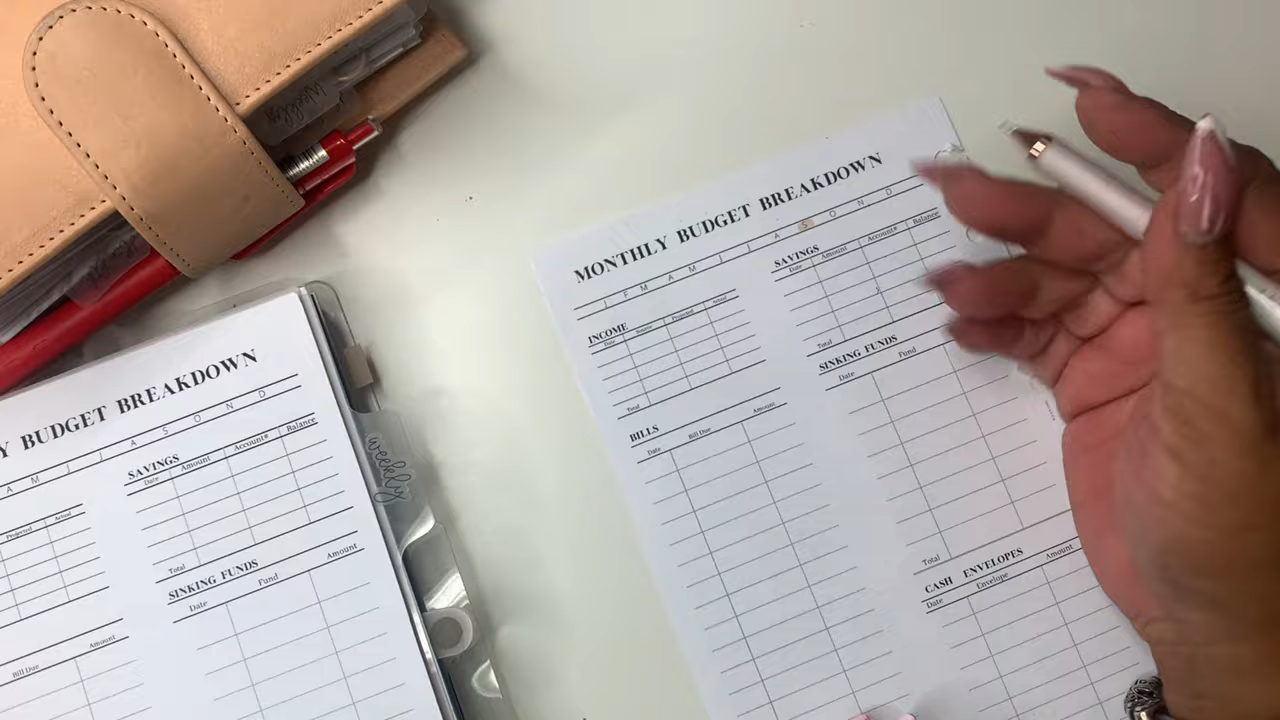 weekly
MONTHLY BUDGET BREAKDOWN
J F M A M J J A S O N D
INCOME
Date Source Projected Actual
Total
BILLS
Date Bill Due Amount
SAVINGS
Date Amount Account# Balance
Total
SINKING FUNDS
Date Fund
Total
CASH ENVELOPES
Date Envelope Amount
Y BUDGET BREAKDOWN
A M J J A S O N D
Projected Actual
Bill Due Amount
SAVINGS
Date Amount Account# Balance
Total
SINKING FUNDS
Date Fund Amount
weekly